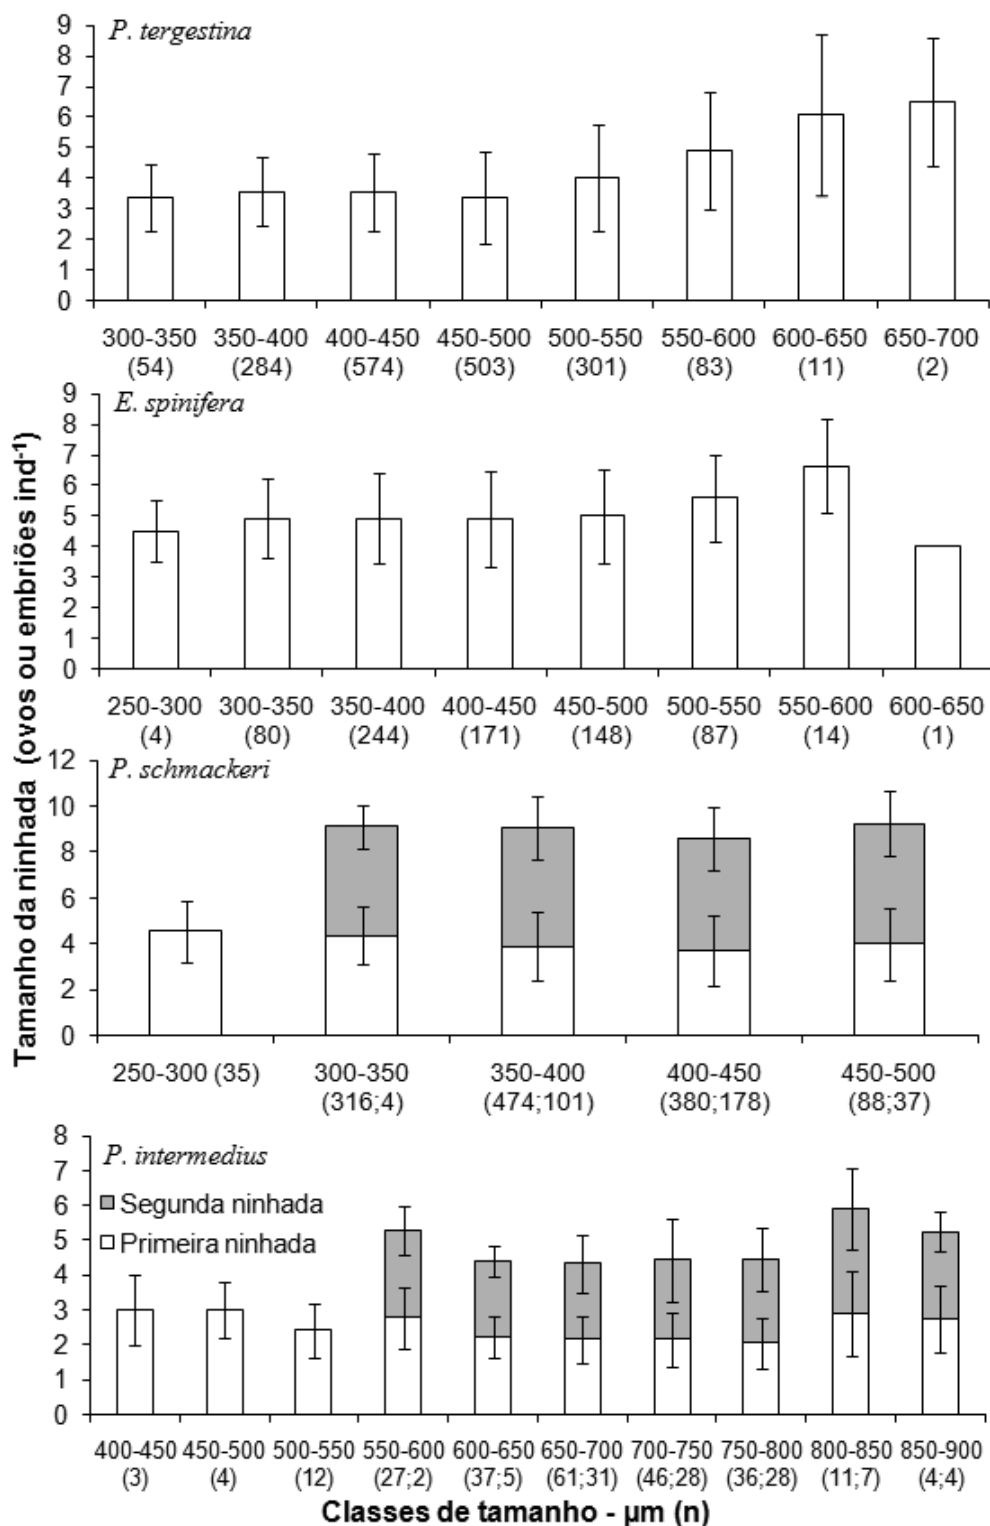 Tamanho da ninhada (ovos ou embriões ind⁻¹)
P. tergestina
9
8
7
6
5
4
3
2
1
0
300-350 350-400 400-450 450-500 500-550 550-600 600-650 650-700
(54) (284) (574) (503) (301) (83) (11) (2)
E. spinifera
9
8
7
6
5
4
3
2
1
0
250-300 300-350 350-400 400-450 450-500 500-550 550-600 600-650
(4) (80) (244) (171) (148) (87) (14) (1)
P. schmackeri
12
10
8
6
4
2
0
250-300 (35) 300-350 350-400 400-450 450-500
(316;4) (474;101) (380;178) (88;37)
P. intermedius
Segunda ninhada
Primeira ninhada
8
7
6
5
4
3
2
1
0
400-450 450-500 500-550 550-600 600-650 650-700 700-750 750-800 800-850 850-900
(3) (4) (12) (27;2) (37;5) (61;31) (46;28) (36;28) (11;7) (4;4)
Classes de tamanho - µm (n)